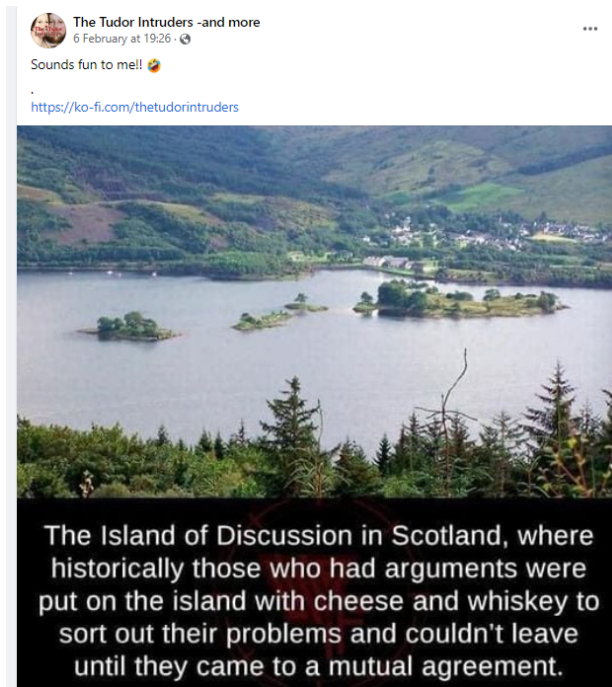 The Tudor Intruders -and more
6 February at 19:26 ·
Sounds fun to me!! 🤣
.
https://ko-fi.com/thetudorintruders
The Island of Discussion in Scotland, where
historically those who had arguments were
put on the island with cheese and whiskey to
sort out their problems and couldn't leave
until they came to a mutual agreement.